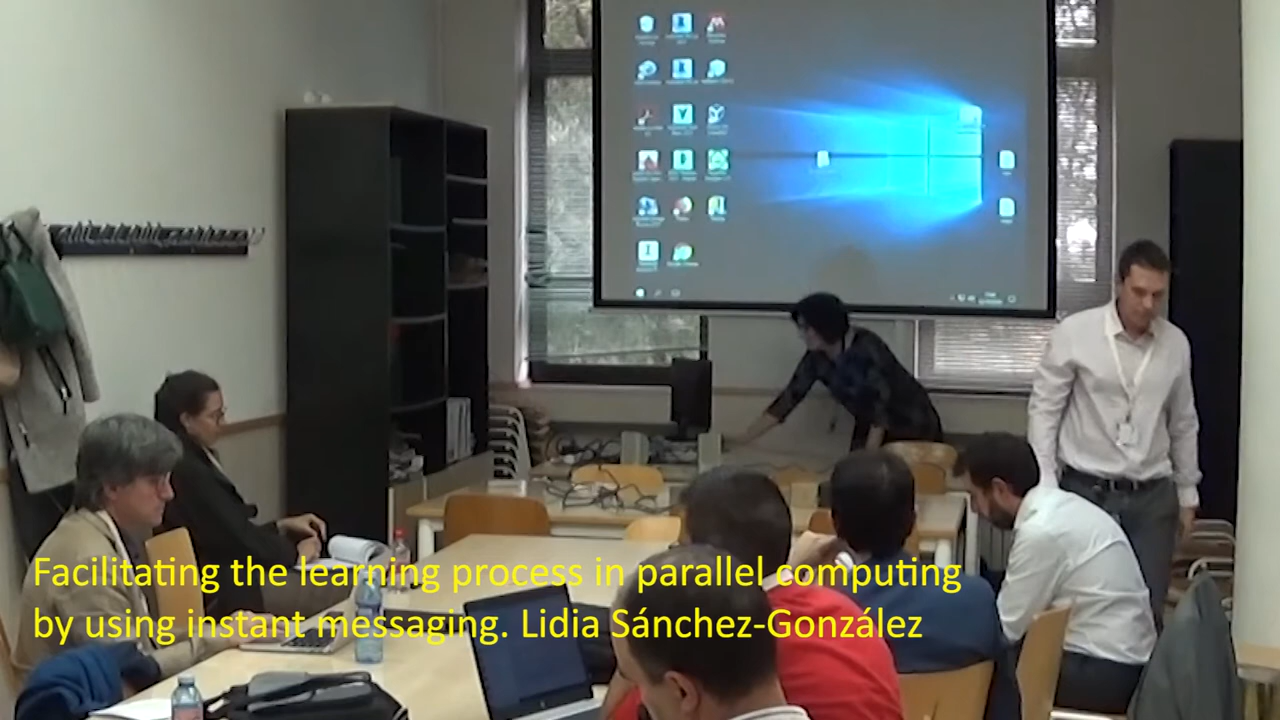 Facilitating the learning process in parallel computing
by using instant messaging. Lidia Sánchez-González